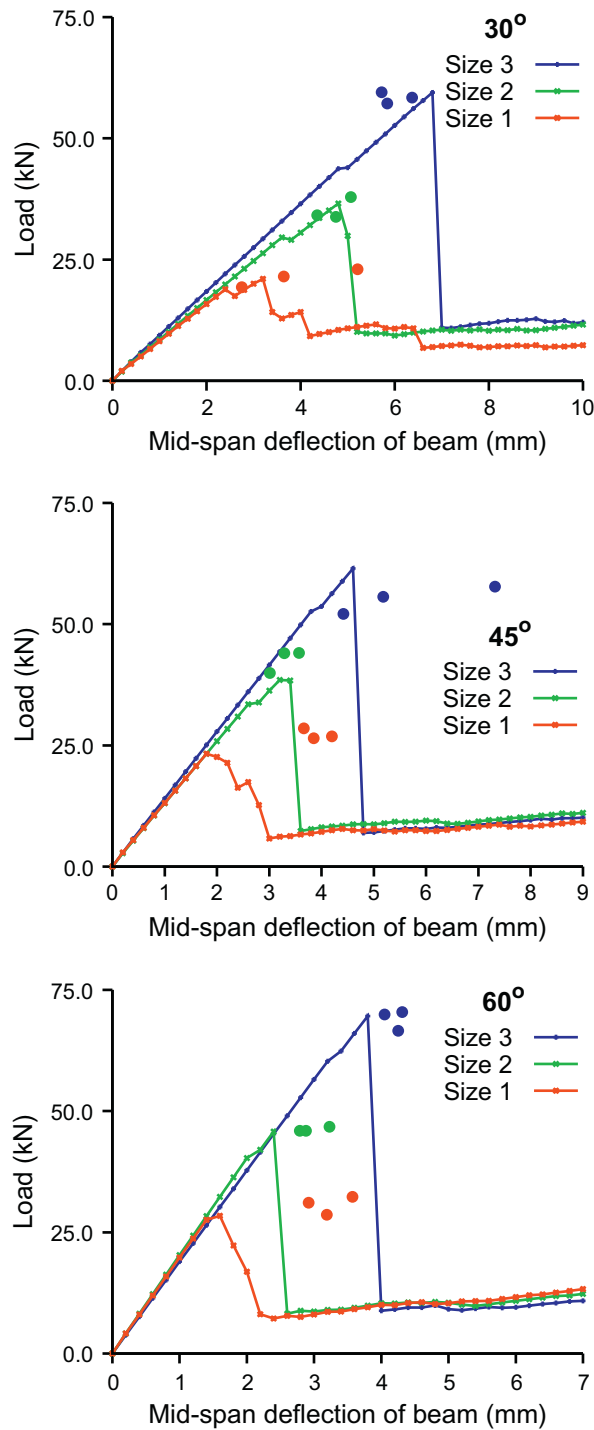 75.0
30°
Size 3
Size 2
Size 1
50.0
25.0
0.0
Load (kN)
0 2 4 6 8 10
Mid-span deflection of beam (mm)
75.0
50.0
45°
Size 3
Size 2
Size 1
25.0
0.0
Load (kN)
0 1 2 3 4 5 6 7 8 9
Mid-span deflection of beam (mm)
75.0
60°
Size 3
Size 2
Size 1
50.0
25.0
0.0
Load (kN)
0 1 2 3 4 5 6 7
Mid-span deflection of beam (mm)